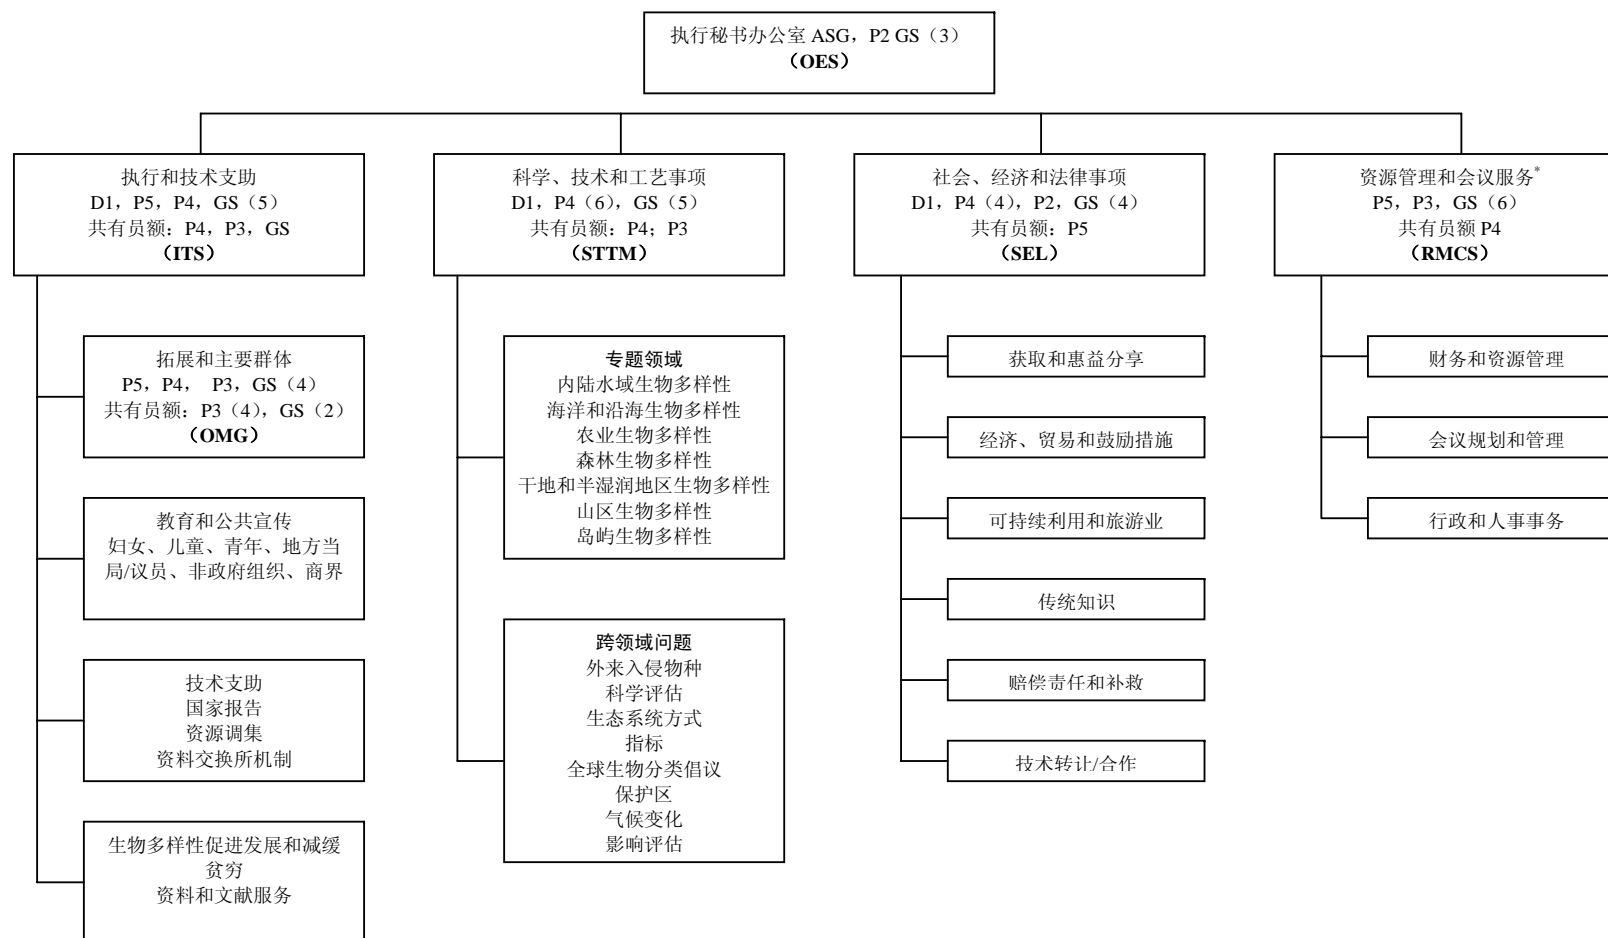 执行秘书办公室 ASG，P2 GS（3）
（OES）
执行和技术支助
D1，P5，P4，GS（5）
共有员额：P4，P3，GS
（ITS）
科学、技术和工艺事项
D1，P4（6），GS（5）
共有员额：P4；P3
（STTM）
社会、经济和法律事项
D1，P4（4），P2，GS（4）
共有员额：P5
（SEL）
资源管理和会议服务*
P5，P3，GS（6）
共有员额 P4
（RMCS）
拓展和主要群体
P5，P4， P3，GS（4）
共有员额：P3（4），GS（2）
（OMG）
教育和公共宣传
妇女、儿童、青年、地方当
局/议员、非政府组织、商界
技术支助
国家报告
资源调集
资料交换所机制
生物多样性促进发展和减缓
贫穷
资料和文献服务
专题领域
内陆水域生物多样性
海洋和沿海生物多样性
农业生物多样性
森林生物多样性
干地和半湿润地区生物多样性
山区生物多样性
岛屿生物多样性
跨领域问题
外来入侵物种
科学评估
生态系统方式
指标
全球生物分类倡议
保护区
气候变化
影响评估
获取和惠益分享
经济、贸易和鼓励措施
可持续利用和旅游业
传统知识
赔偿责任和补救
技术转让/合作
财务和资源管理
会议规划和管理
行政和人事事务